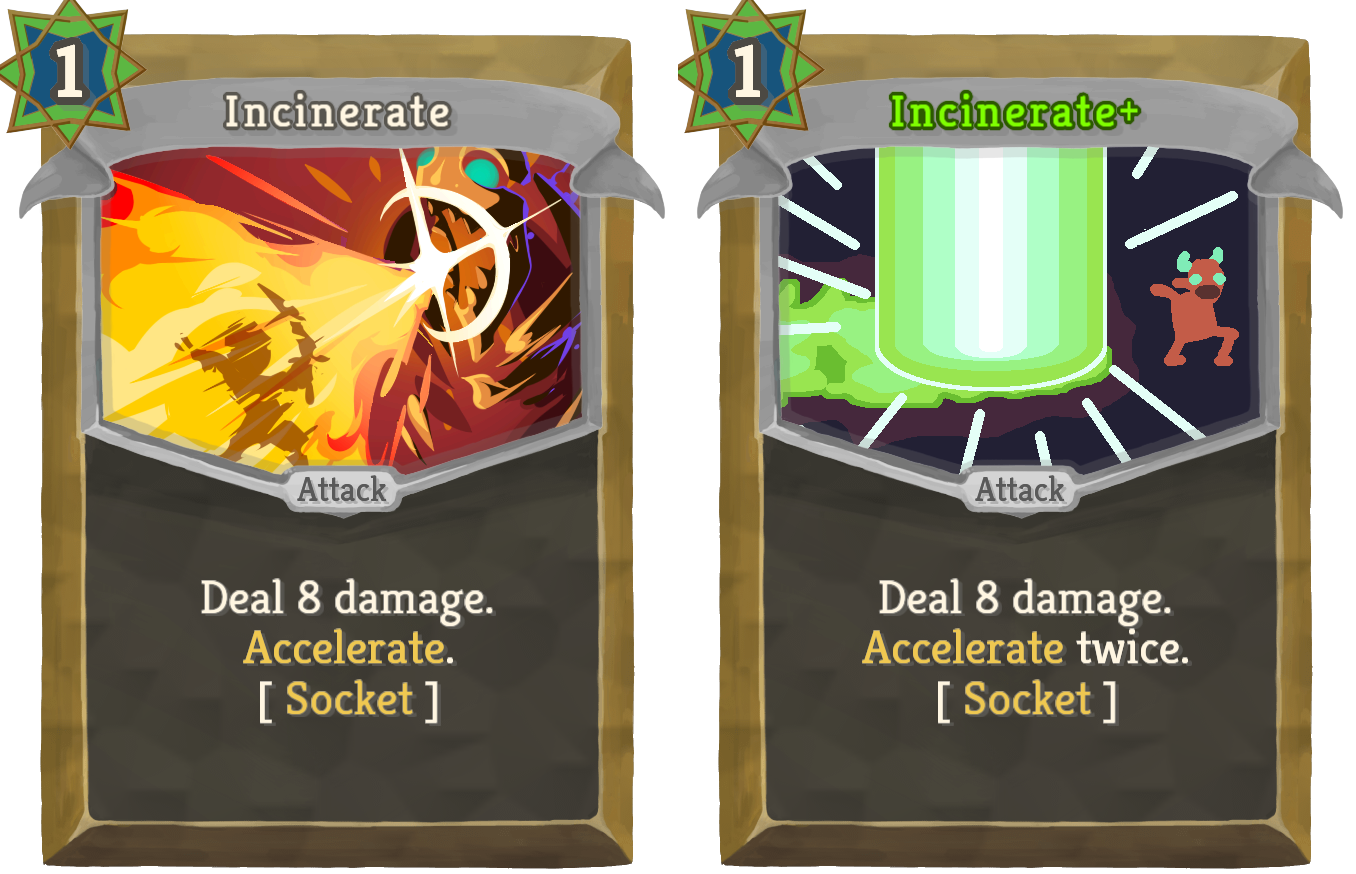 1
Incinerate
Attack
Deal 8 damage.
Accelerate.
[ Socket ]
1
Incinerate+
Attack
Deal 8 damage.
Accelerate twice.
[ Socket ]